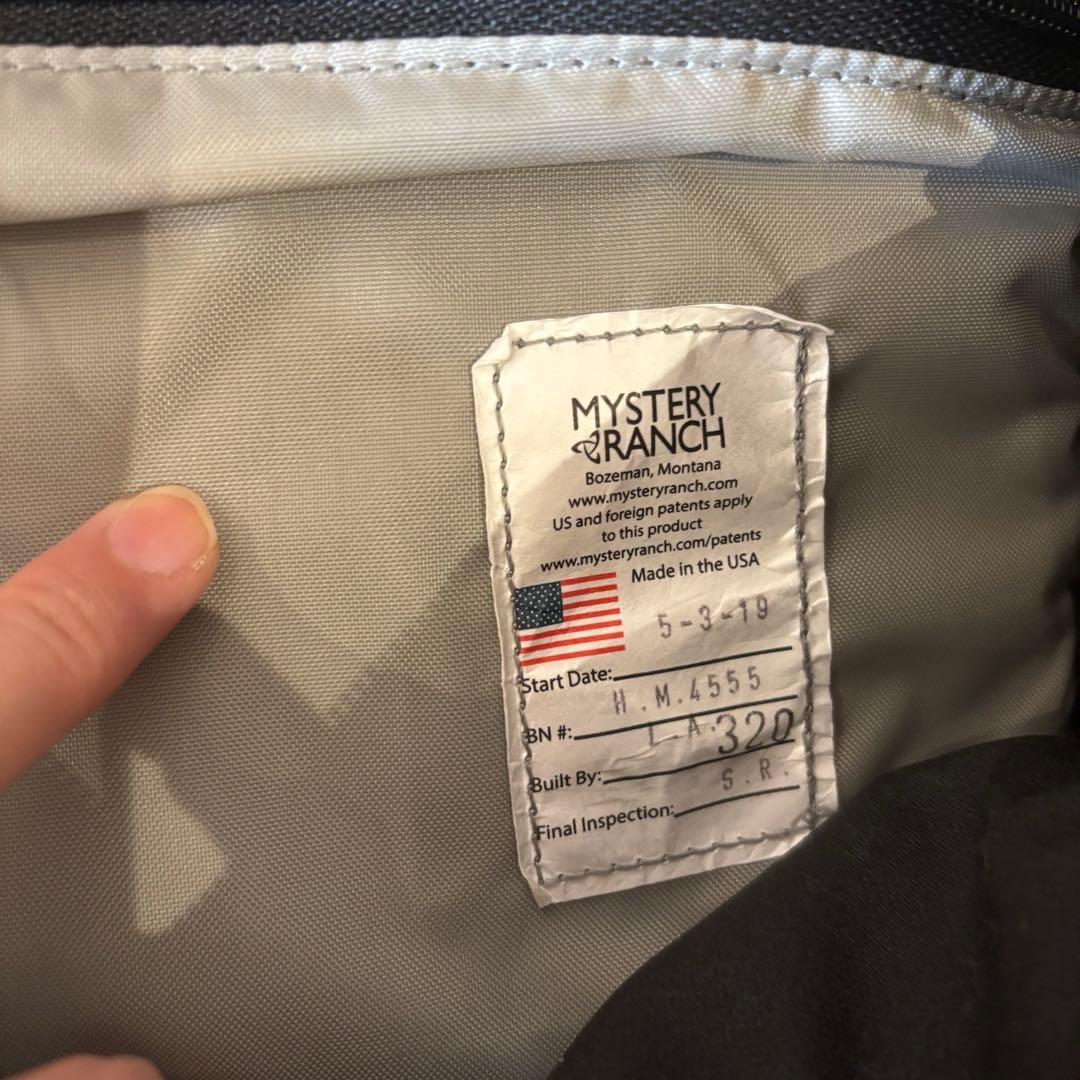 MYSTERY
RANCH
Bozeman, Montana
www.mysteryranch.com
US and foreign patents apply
to this product
www.mysteryranch.com/patents
Made in the USA
5-3-19
Start Date:
H.M.4555
BN #:
L.A.320
Built By:
S.R.
Final Inspection: